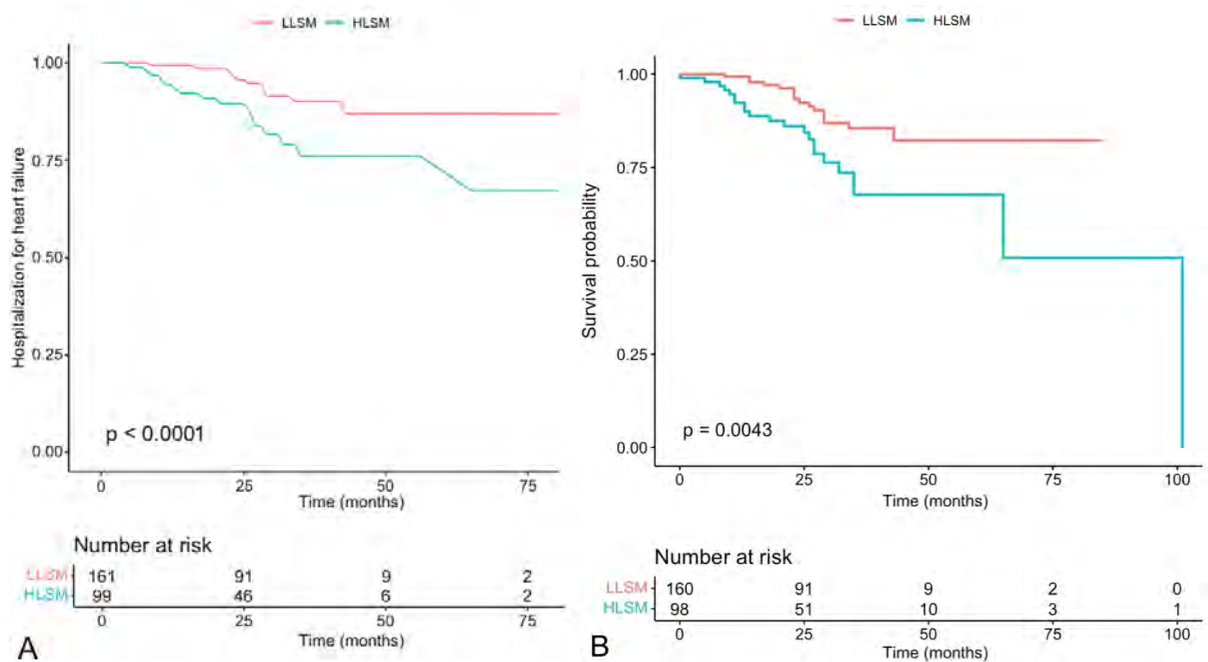 LLSM HLSM
Hospitalization for heart failure
1.00
0.75
0.50
0.25
0.00
p < 0.0001
0 25 50 75
Time (months)
Number at risk
LLSM 161 91 9 2
HLSM 99 46 6 2
0 25 50 75
Time (months)
A
LLSM HLSM
Survival probability
1.00
0.75
0.50
0.25
0.00
p = 0.0043
0 25 50 75 100
Time (months)
Number at risk
LLSM 160 91 9 2 0
HLSM 98 51 10 3 1
0 25 50 75 100
Time (months)
B